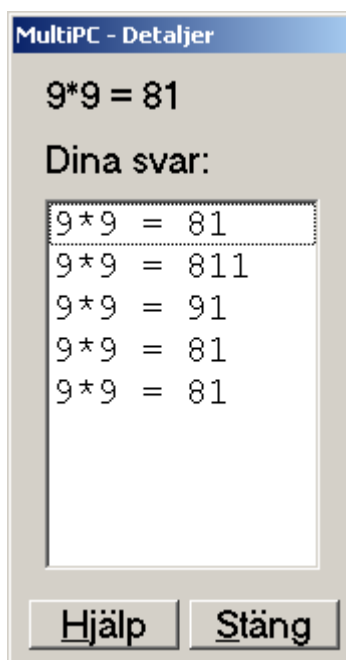 MultiPC - Detaljer
9*9 = 81
Dina svar:
9*9 = 81
9*9 = 811
9*9 = 91
9*9 = 81
9*9 = 81
Hjälp Stäng